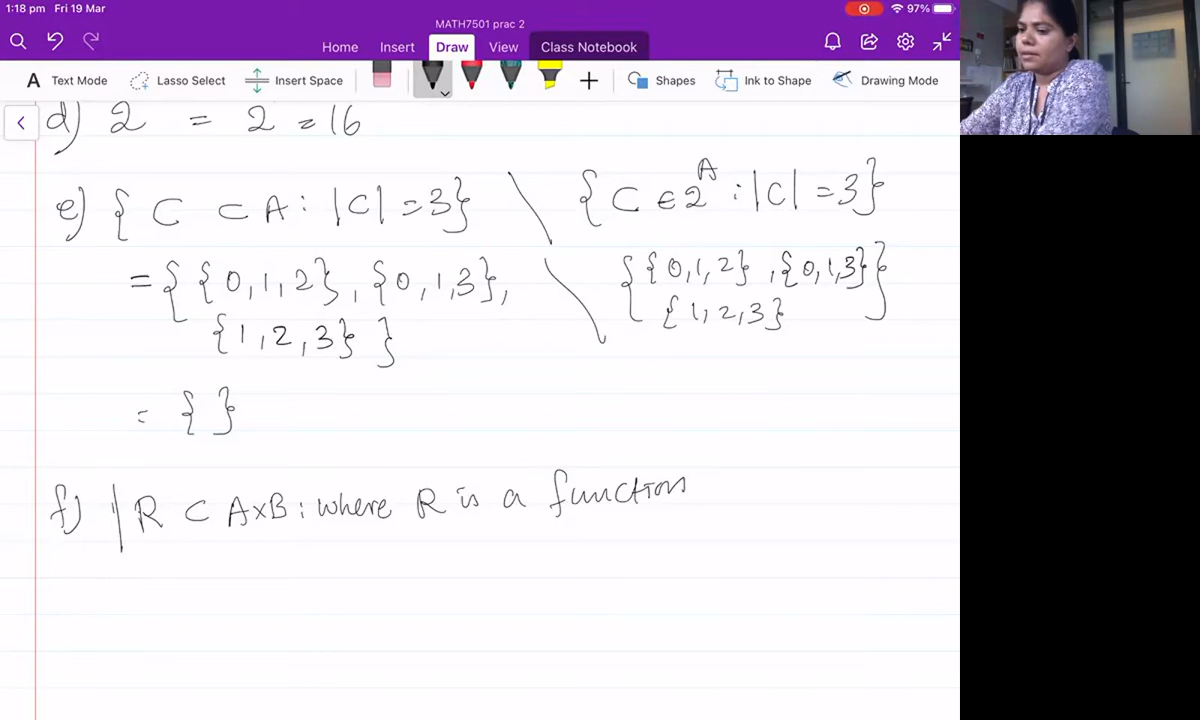 1:18 pm Fri 19 Mar
97%
MATH7501 prac 2
Home Insert Draw View Class Notebook
A Text Mode Lasso Select Insert Space Shapes Ink to Shape Drawing Mode
d) 2 = 2 = 16
e) { C ⊂ A : |C| = 3} \ { C ∈ 2^A : |C| = 3}
= { {0,1,2}, {0,1,3}, \ { {0,1,2}, {0,1,3} }
{1,2,3} } {1,2,3}
= { }
f) | R ⊂ A×B : where R is a function